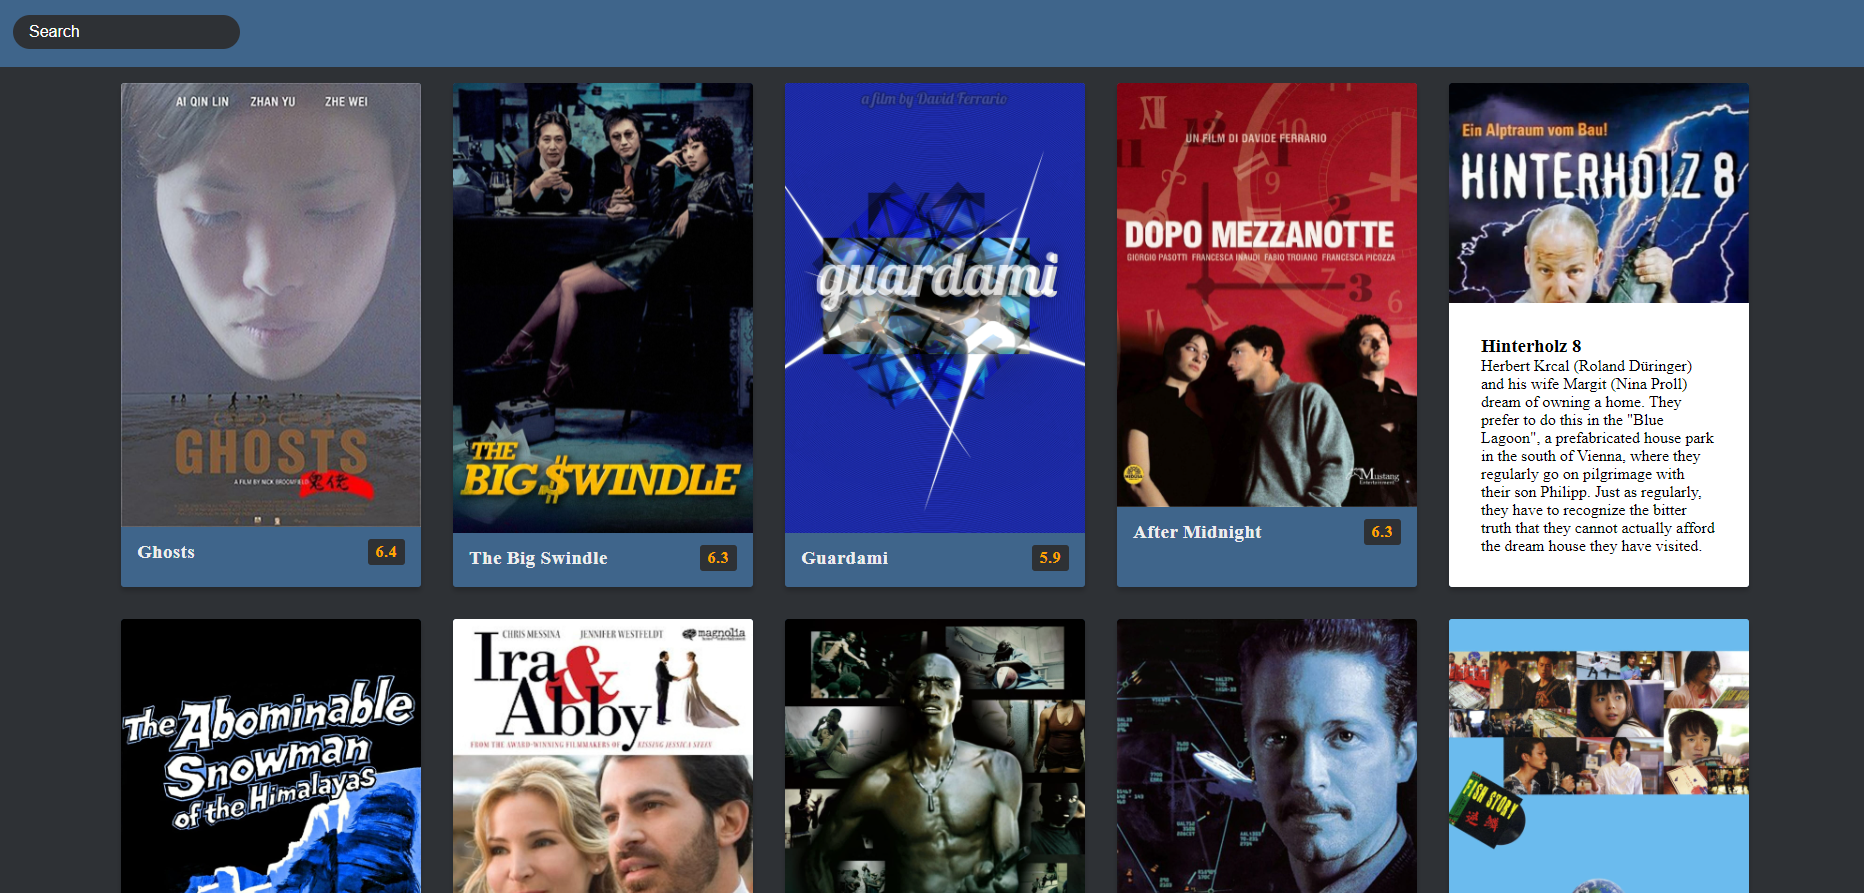 Search
AI QIN LIN ZHAN YU ZHE WEI
GHOSTS
A FILM BY NICK BROOMFIELD
Ghosts
6.4
THE
BIG $WINDLE
The Big Swindle
6.3
a film by David Ferrario
guardami
Guardami
5.9
UN FILM DI DAVIDE FERRARIO
DOPO MEZZANOTTE
GIORGIO PASOTTI FRANCESCA INAUDI FABIO TROIANO FRANCESCA PICOZZA
Mustang
Entertainment
After Midnight
6.3
Ein Alptraum vom Bau!
HINTERHOLZ 8
Hinterholz 8
Herbert Krcal (Roland Düringer)
and his wife Margit (Nina Proll)
dream of owning a home. They
prefer to do this in the "Blue
Lagoon", a prefabricated house park
in the south of Vienna, where they
regularly go on pilgrimage with
their son Philipp. Just as regularly,
they have to recognize the bitter
truth that they cannot actually afford
the dream house they have visited.
The Abominable
Snowman
of the Himalayas
CHRIS MESSINA JENNIFER WESTFELDT magnolia
Ira
&
Abby
FROM THE AWARD-WINNING FILMMAKERS OF KISSING JESSICA STEIN
FISH STORY